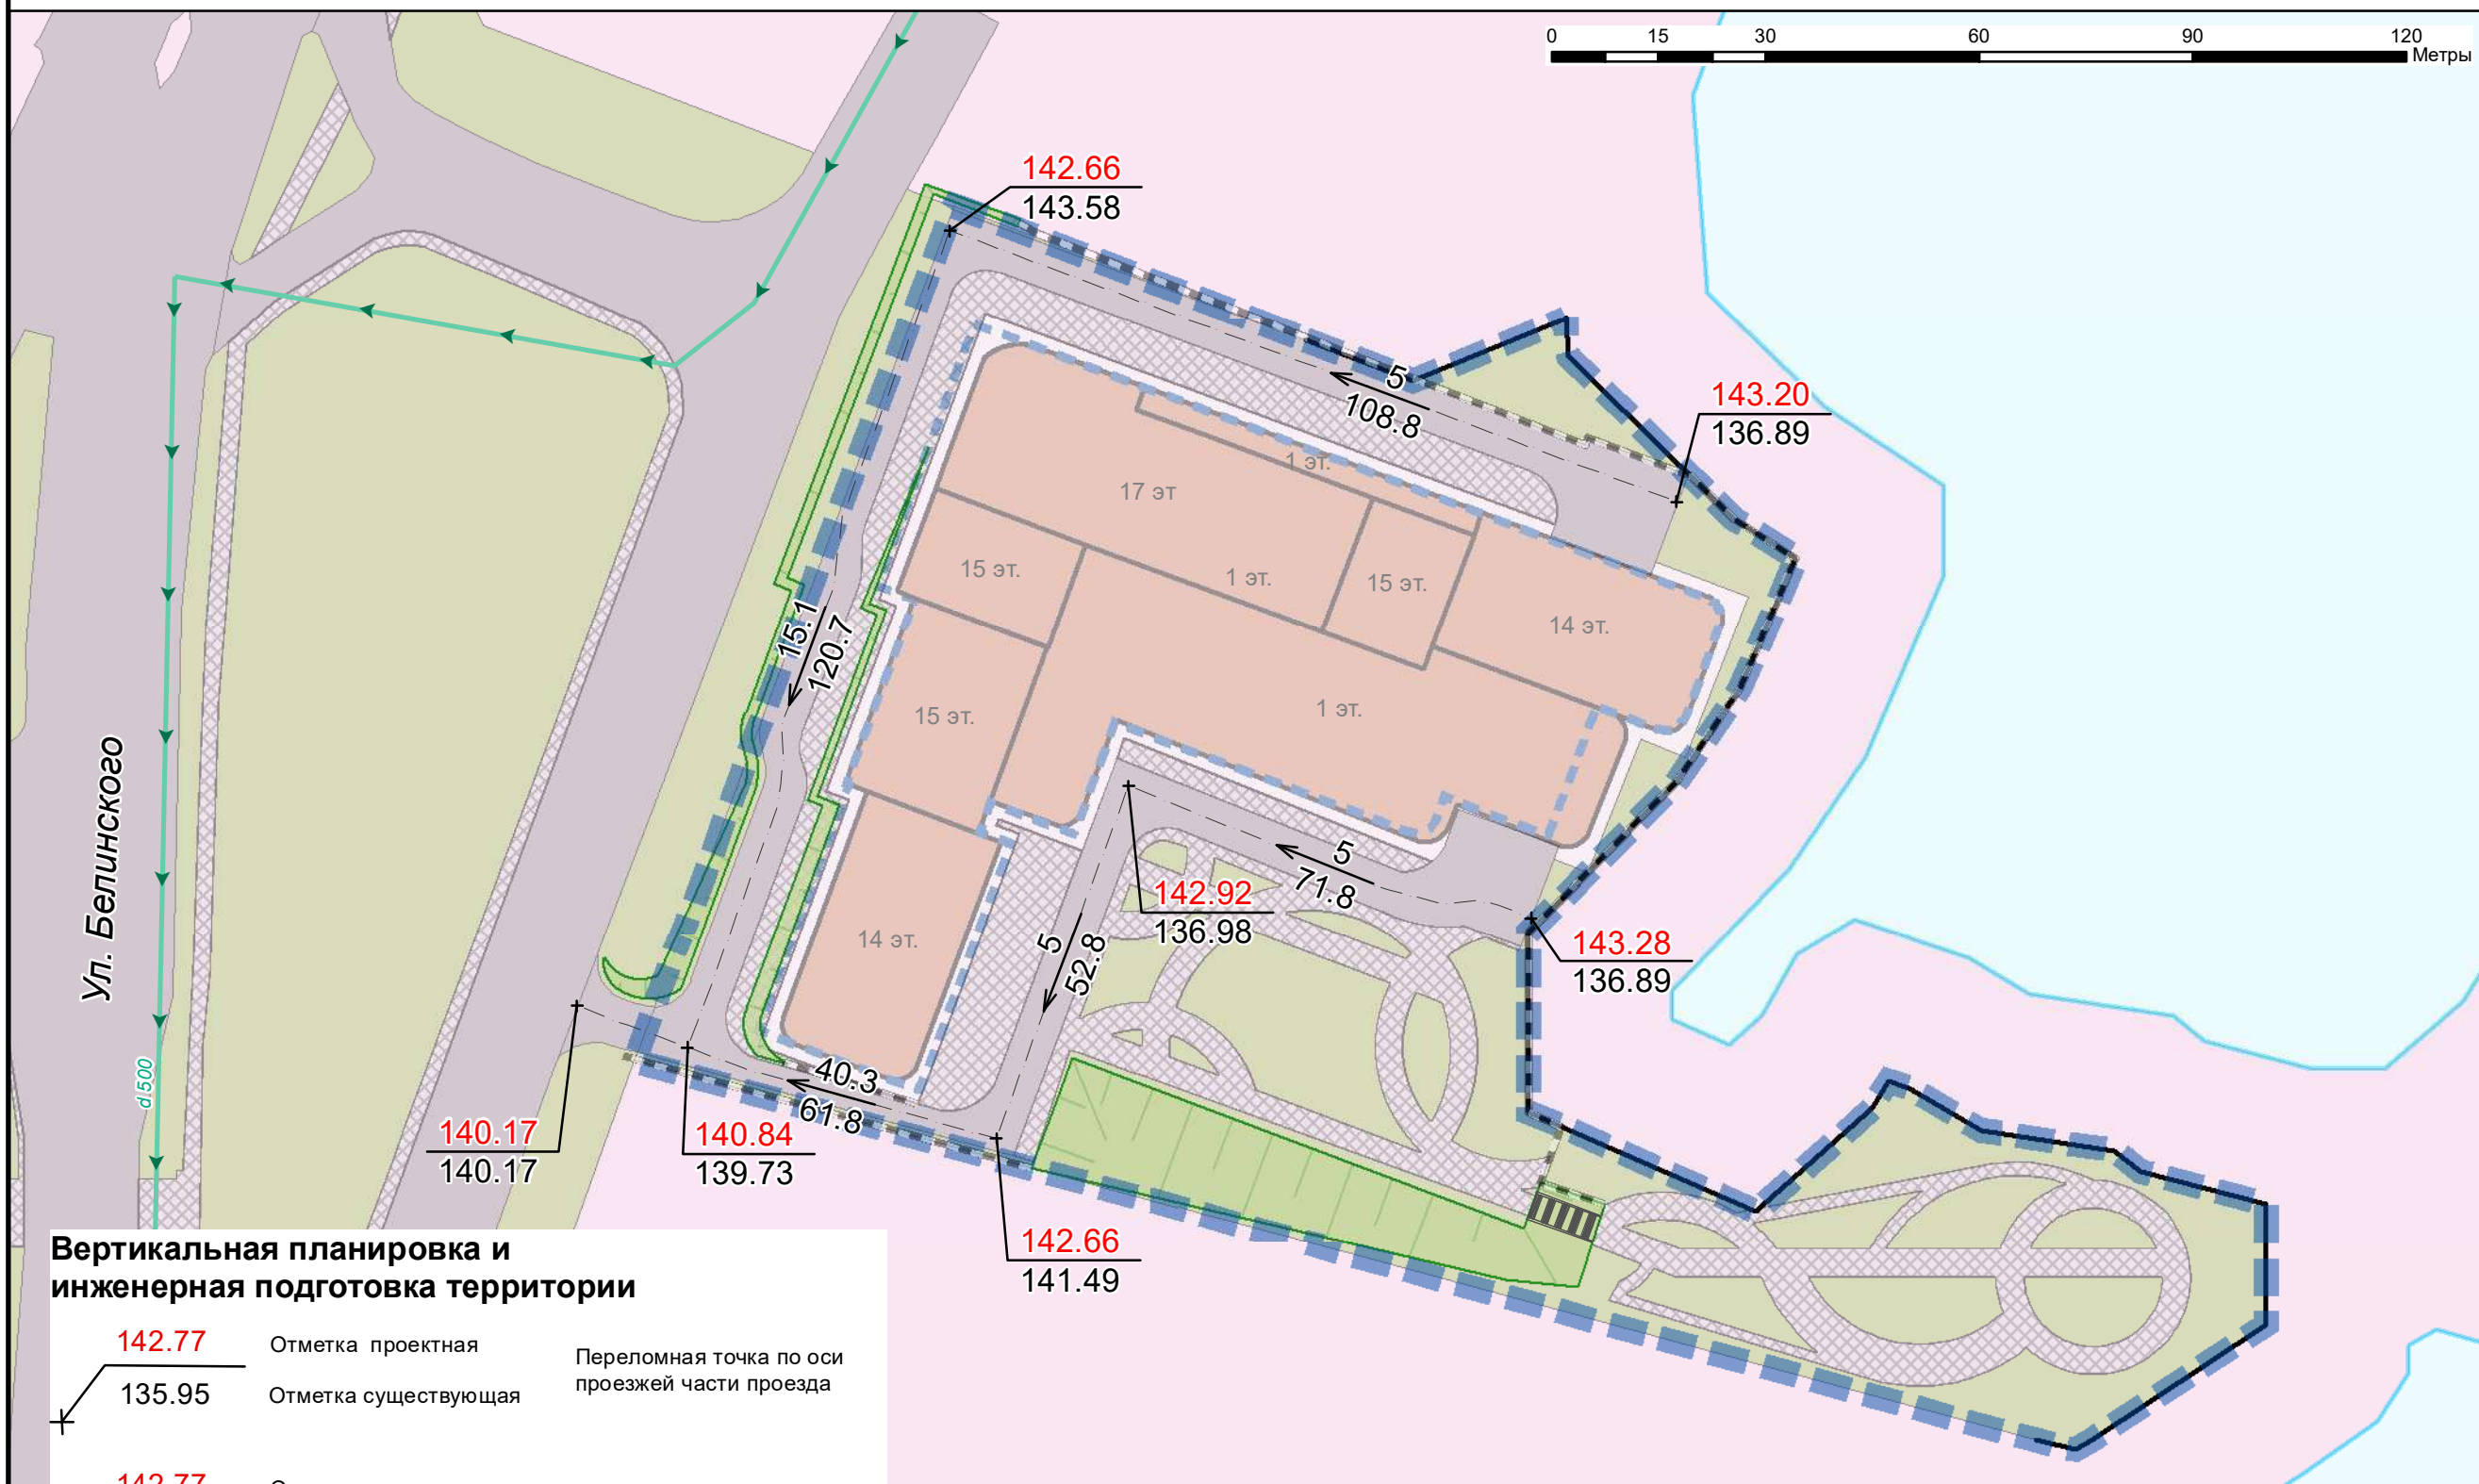 0 15 30 60 90 120
Метры
142.66
143.58
5
108.8
143.20
136.89
1 эт.
17 эт
15 эт.
1 эт.
15 эт.
14 эт.
15.1
120.7
15 эт.
1 эт.
Ул. Белинского
5
71.8
142.92
136.98
14 эт.
5
52.8
143.28
136.89
d.500
40.3
61.8
140.17
140.17
140.84
139.73
142.66
141.49
Вертикальная планировка и
инженерная подготовка территории
142.77 Отметка проектная
135.95 Отметка существующая
Переломная точка по оси
проезжей части проезда
142.77